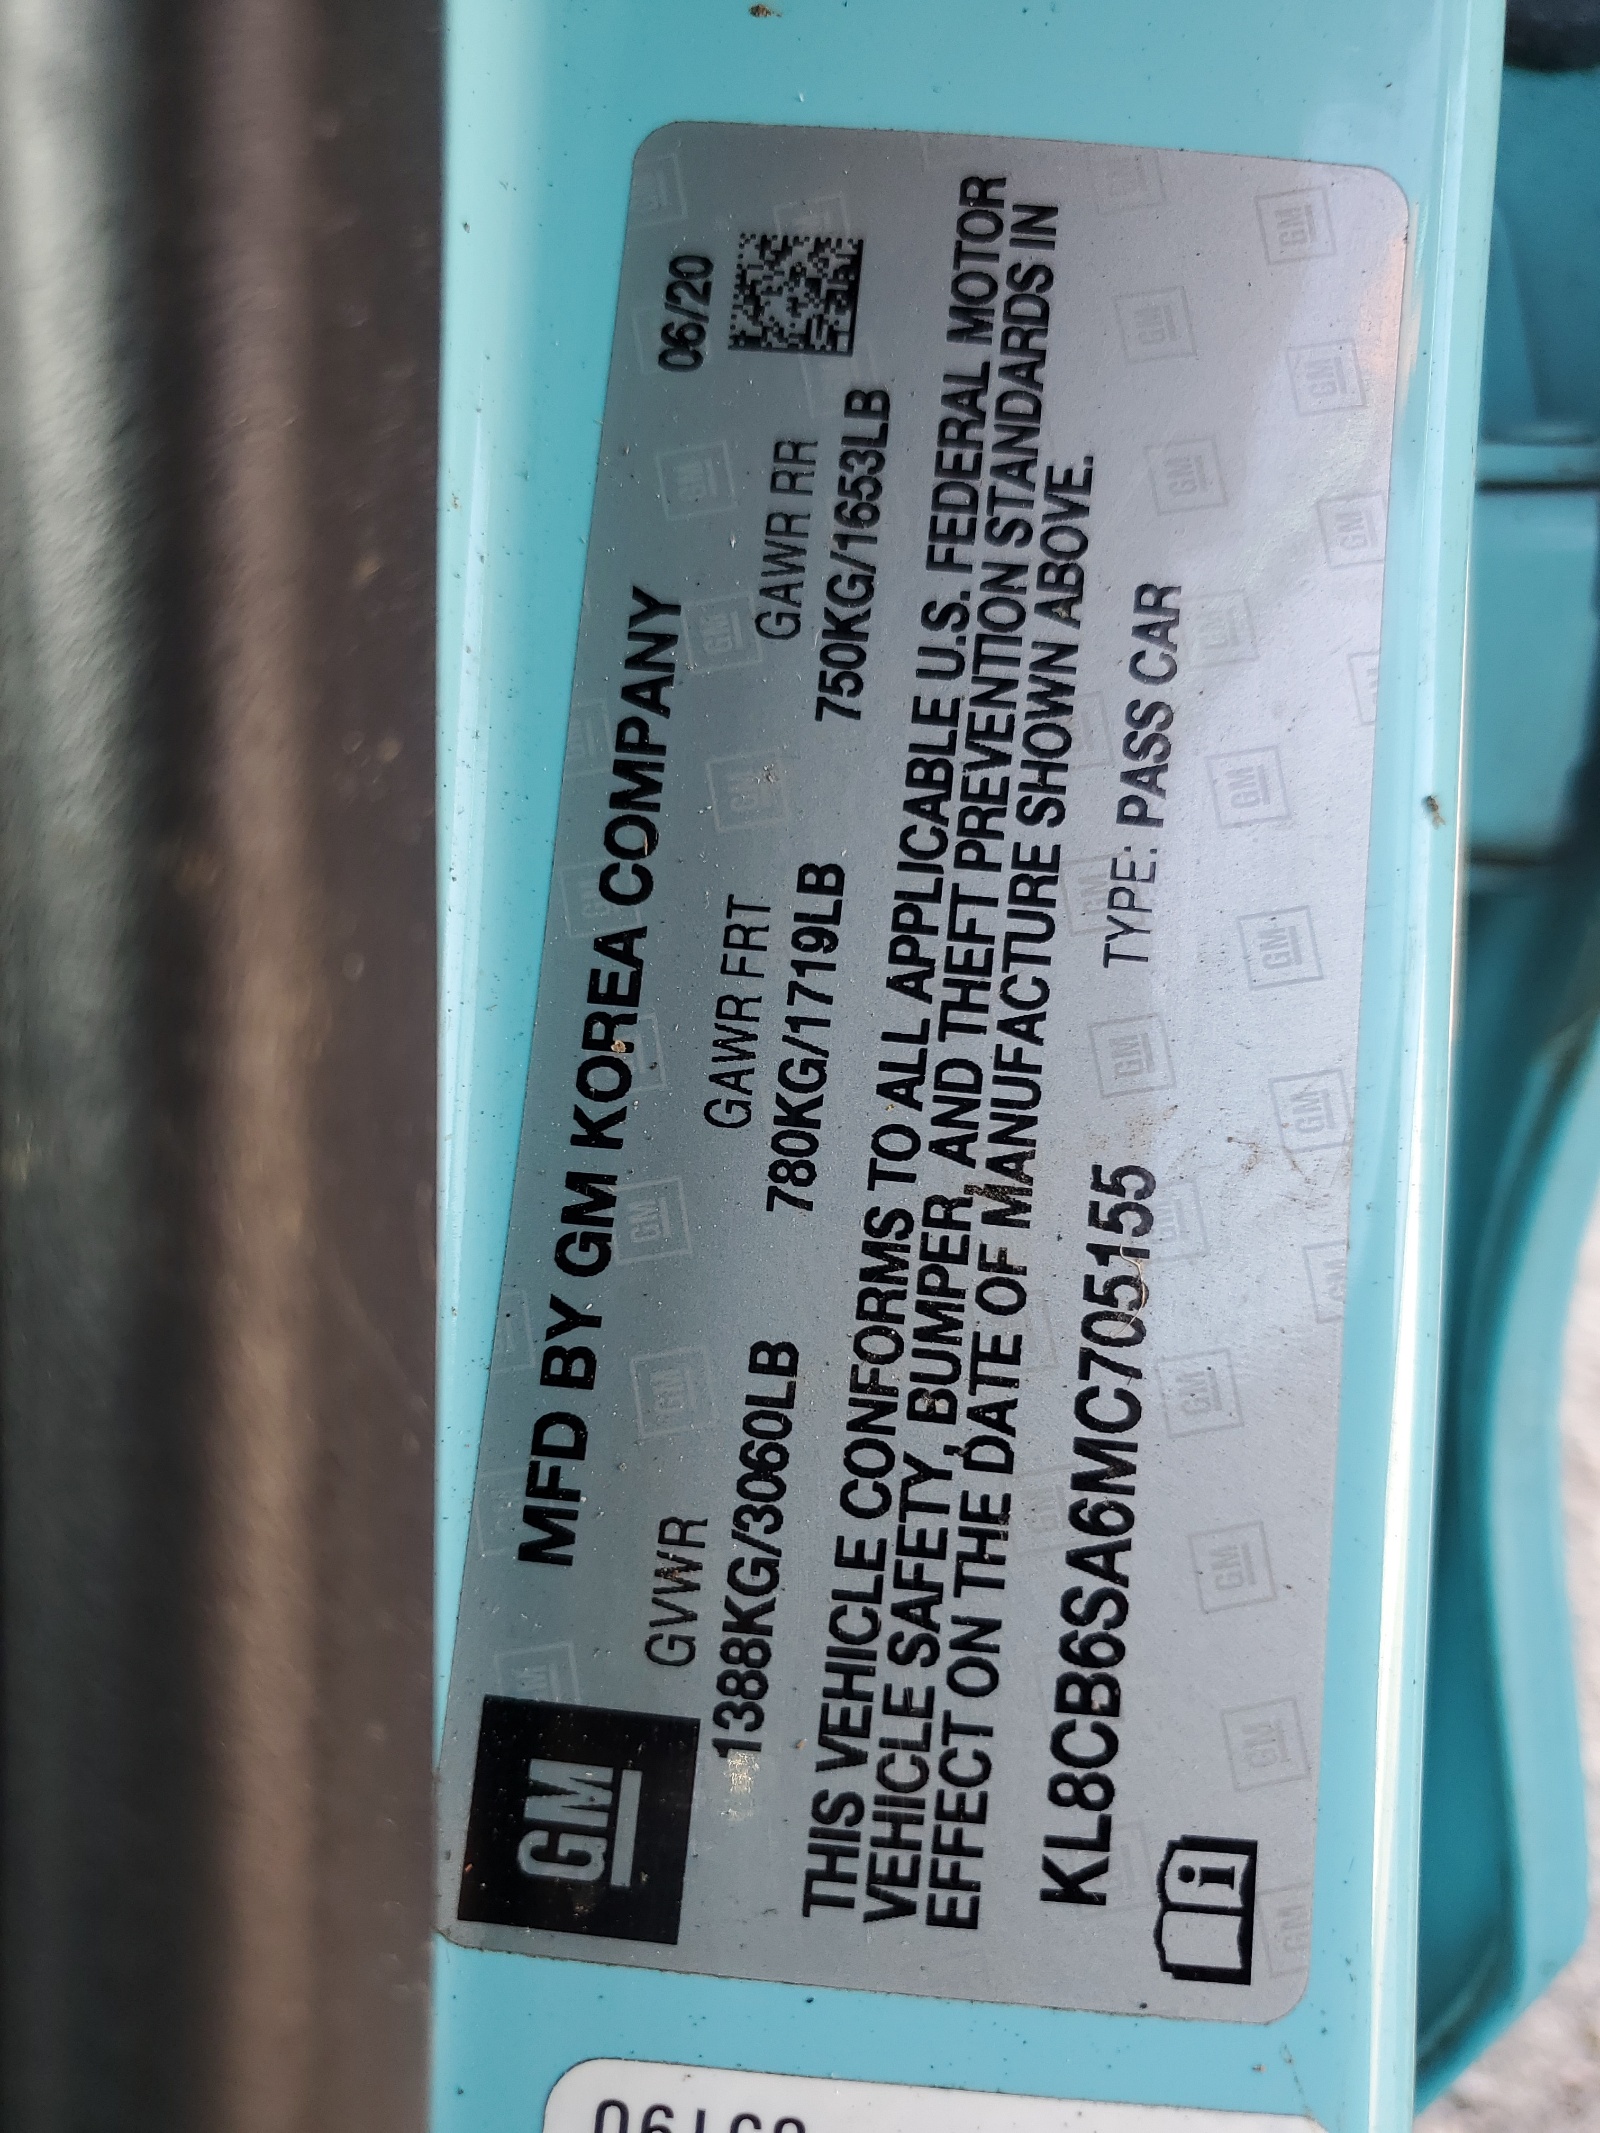 GM
MFD BY GM KOREA COMPANY
06/20
GVWR
GAWR FRT
GAWR RR
1388KG/3060LB
780KG/1719LB
750KG/1653LB
THIS VEHICLE CONFORMS TO ALL APPLICABLE U.S. FEDERAL MOTOR
VEHICLE SAFETY, BUMPER, AND THEFT PREVENTION STANDARDS IN
EFFECT ON THE DATE OF MANUFACTURE SHOWN ABOVE.
KL8CB6SA6MC705155
TYPE: PASS CAR